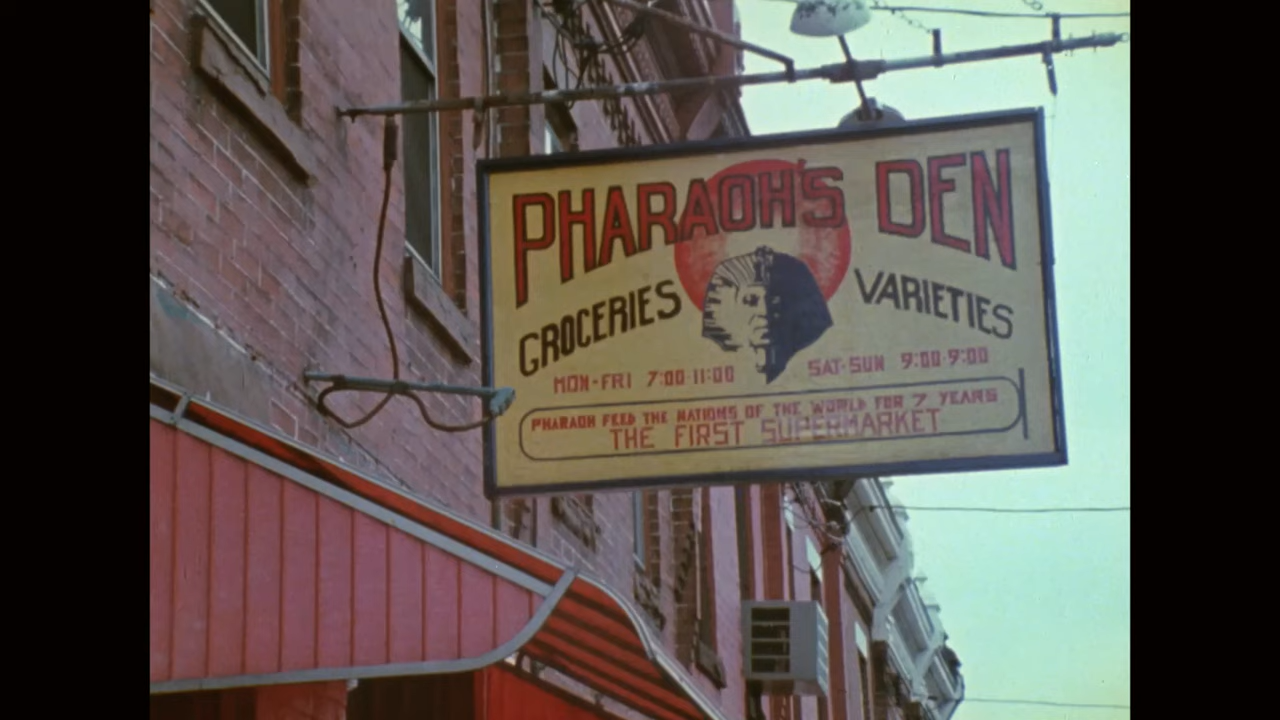 PHARAOH'S DEN
GROCERIES VARIETIES
MON-FRI 7:00-11:00 SAT-SUN 9:00-9:00
PHARAOH FEED THE NATIONS OF THE WORLD FOR 7 YEARS
THE FIRST SUPERMARKET